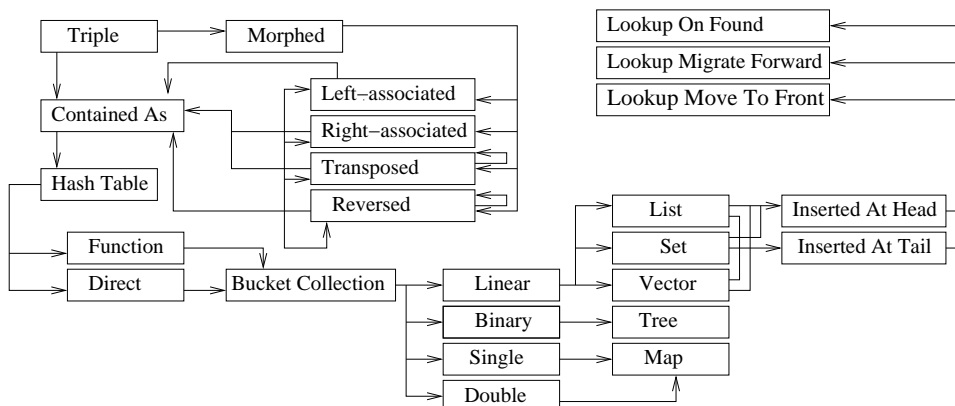 Triple
Morphed
Lookup On Found
Lookup Migrate Forward
Lookup Move To Front
Left−associated
Contained As
Right−associated
Transposed
Hash Table
Reversed
List
Inserted At Head
Function
Set
Inserted At Tail
Direct
Bucket Collection
Linear
Vector
Binary
Tree
Single
Map
Double